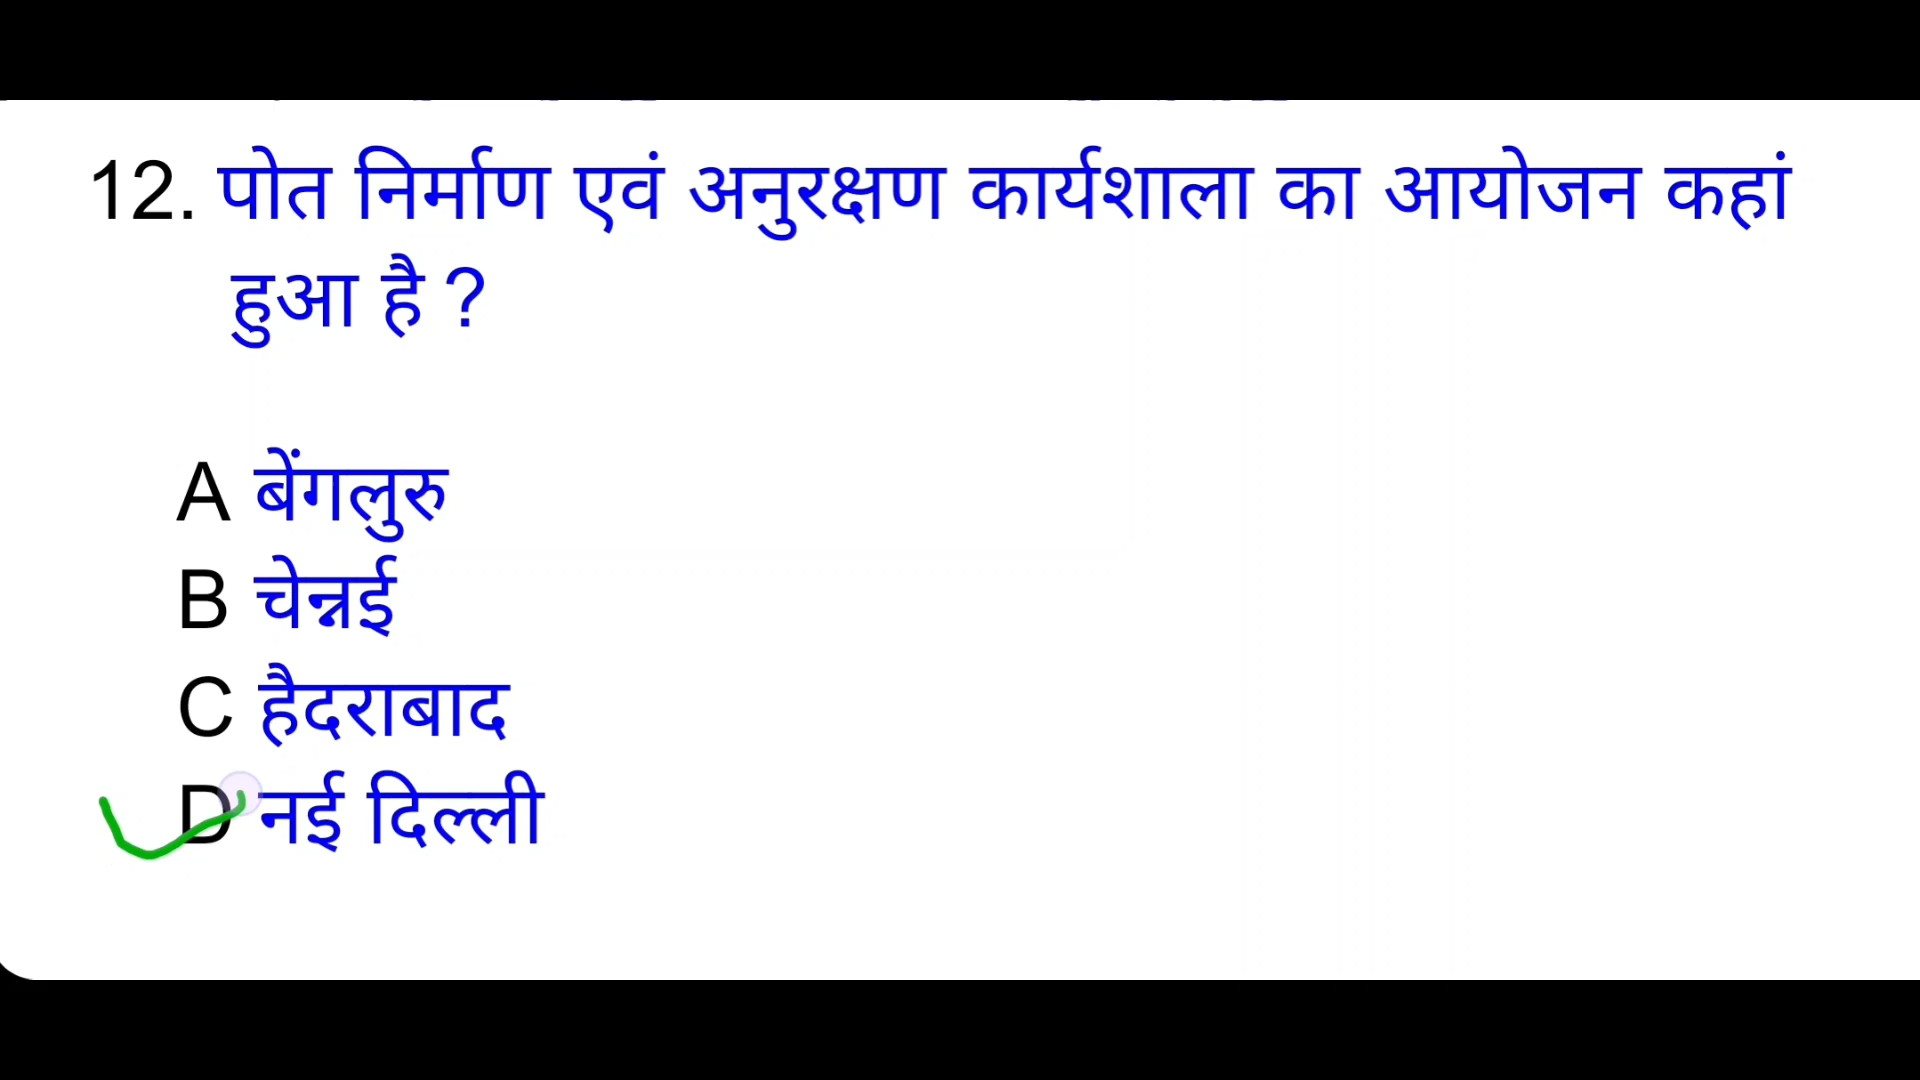 12. पोत निर्माण एवं अनुरक्षण कार्यशाला का आयोजन कहां
हुआ है ?
A बेंगलुरु
B चेन्नई
C हैदराबाद
D नई दिल्ली